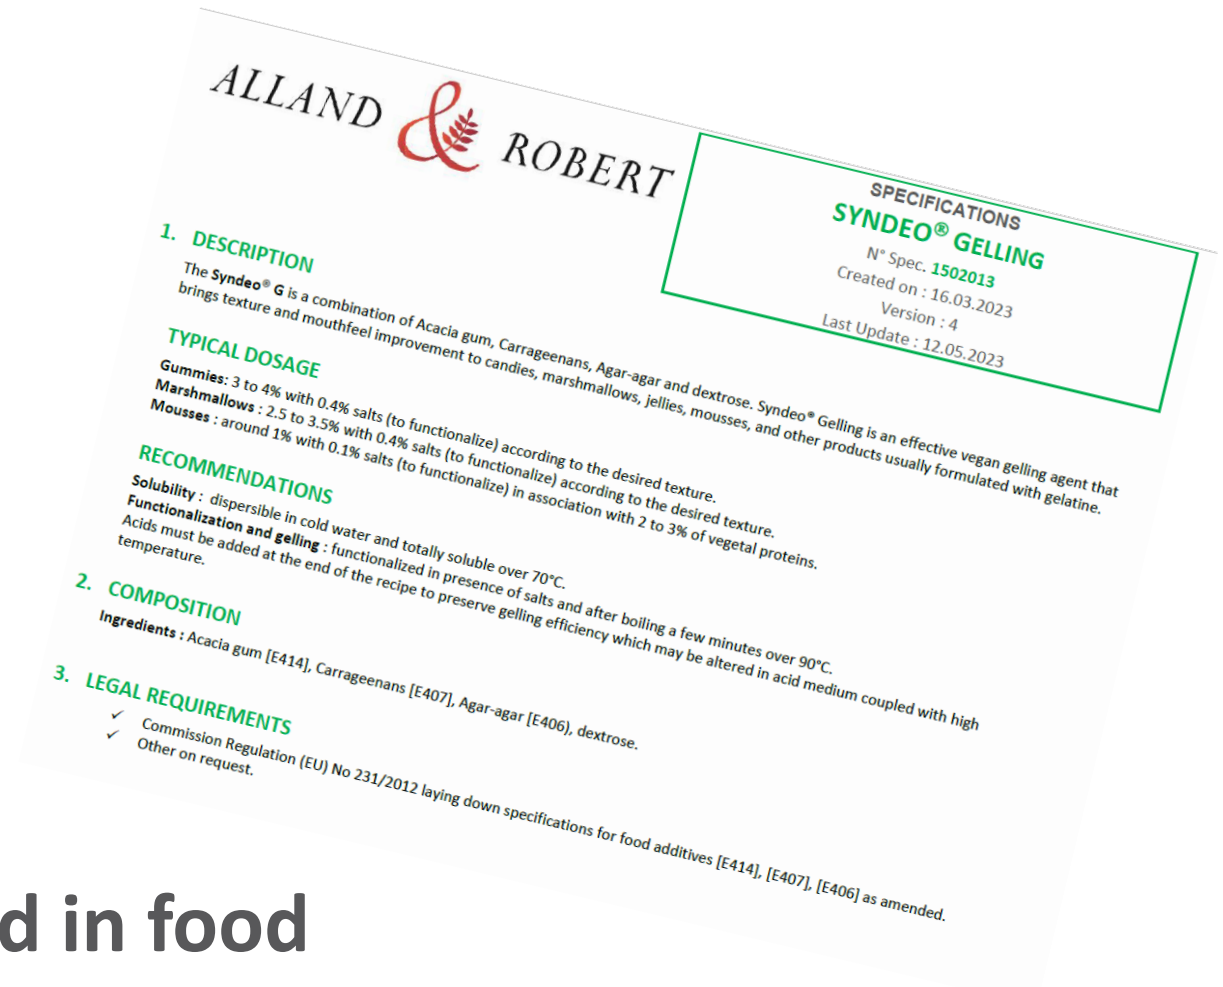 ALLAND & ROBERT
SPECIFICATIONS
SYNDEO® GELLING
N° Spec. 1502013
Created on : 16.03.2023
Version : 4
Last Update : 12.05.2023
1. DESCRIPTION
The Syndeo® G is a combination of Acacia gum, Carrageenans, Agar-agar and dextrose. Syndeo® Gelling is an effective vegan gelling agent that
brings texture and mouthfeel improvement to candies, marshmallows, jellies, mousses, and other products usually formulated with gelatine.
TYPICAL DOSAGE
Gummies: 3 to 4% with 0.4% salts (to functionalize) according to the desired texture.
Marshmallows : 2.5 to 3.5% with 0.4% salts (to functionalize) according to the desired texture.
Mousses : around 1% with 0.1% salts (to functionalize) in association with 2 to 3% of vegetal proteins.
RECOMMENDATIONS
Solubility : dispersible in cold water and totally soluble over 70°C.
Functionalization and gelling : functionalized in presence of salts and after boiling a few minutes over 90°C.
Acids must be added at the end of the recipe to preserve gelling efficiency which may be altered in acid medium coupled with high
temperature.
2. COMPOSITION
Ingredients : Acacia gum [E414], Carrageenans [E407], Agar-agar [E406), dextrose.
3. LEGAL REQUIREMENTS
✓ Commission Regulation (EU) No 231/2012 laying down specifications for food additives [E414], [E407], [E406] as amended.
✓ Other on request.
d in food